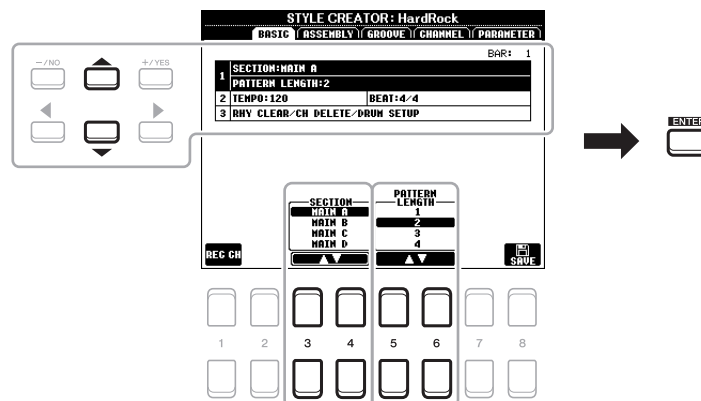 STYLE CREATOR: HardRock
BASIC ASSEMBLY GROOVE CHANNEL PARAMETER
BAR: 1
-/NO +/YES
1 SECTION:MAIN A
PATTERN LENGTH:2
2 TEMPO:120 BEAT:4/4
3 RHY CLEAR/CH DELETE/DRUM SETUP
ENTER
SECTION
MAIN A
MAIN B
MAIN C
MAIN D
PATTERN
LENGTH
1
2
3
4
REC CH
SAVE
1 2 3 4 5 6 7 8